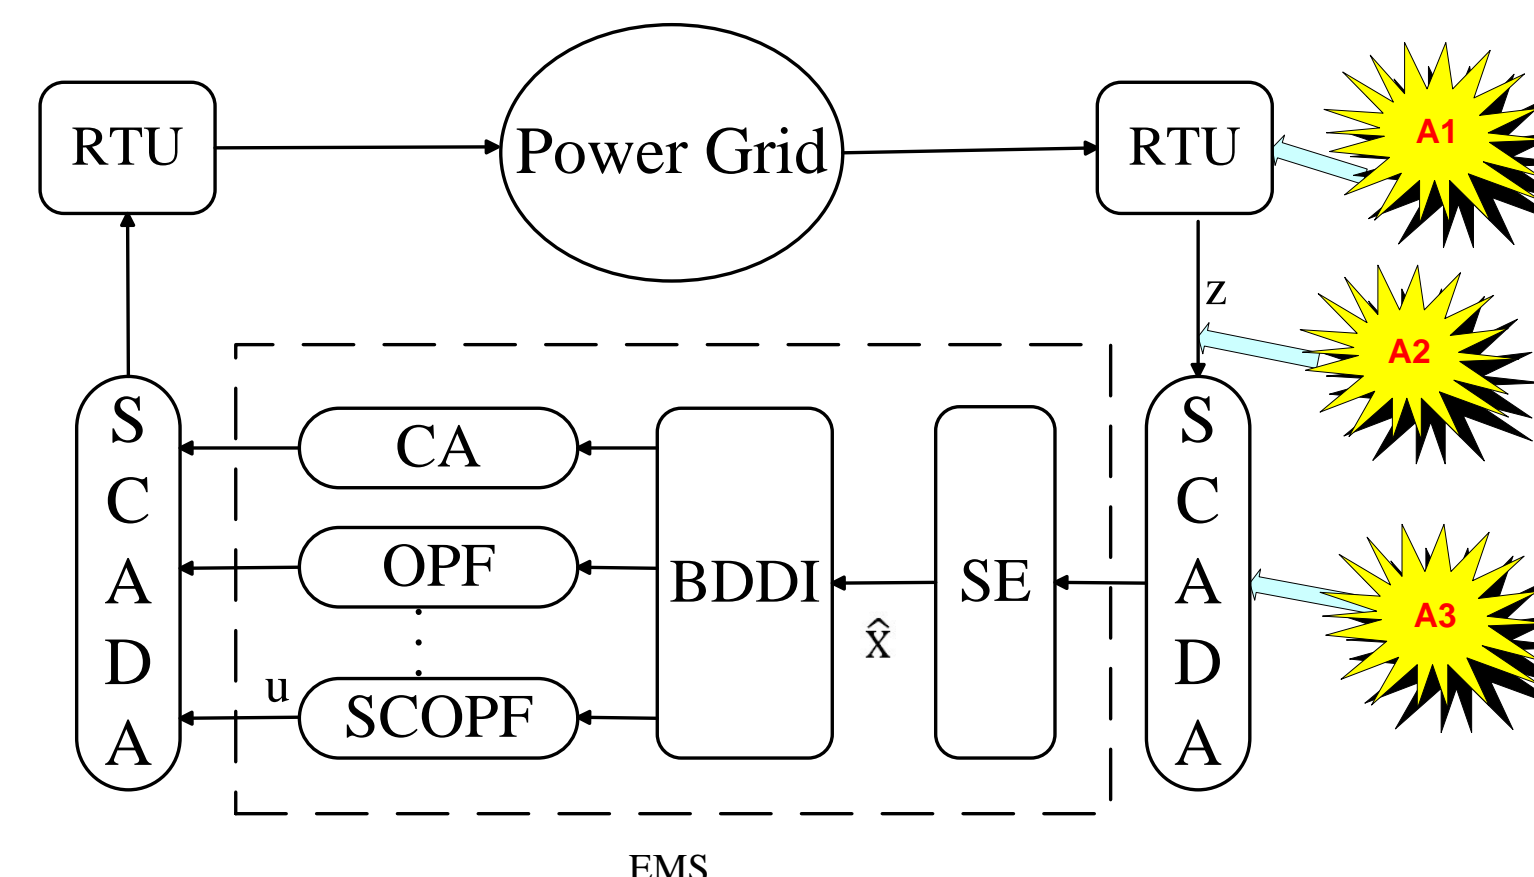 RTU
Power Grid
RTU
A1
z
A2
S
C
A
D
A
CA
OPF
SCOPF
u
BDDI
x̂
SE
S
C
A
D
A
A3
EMS